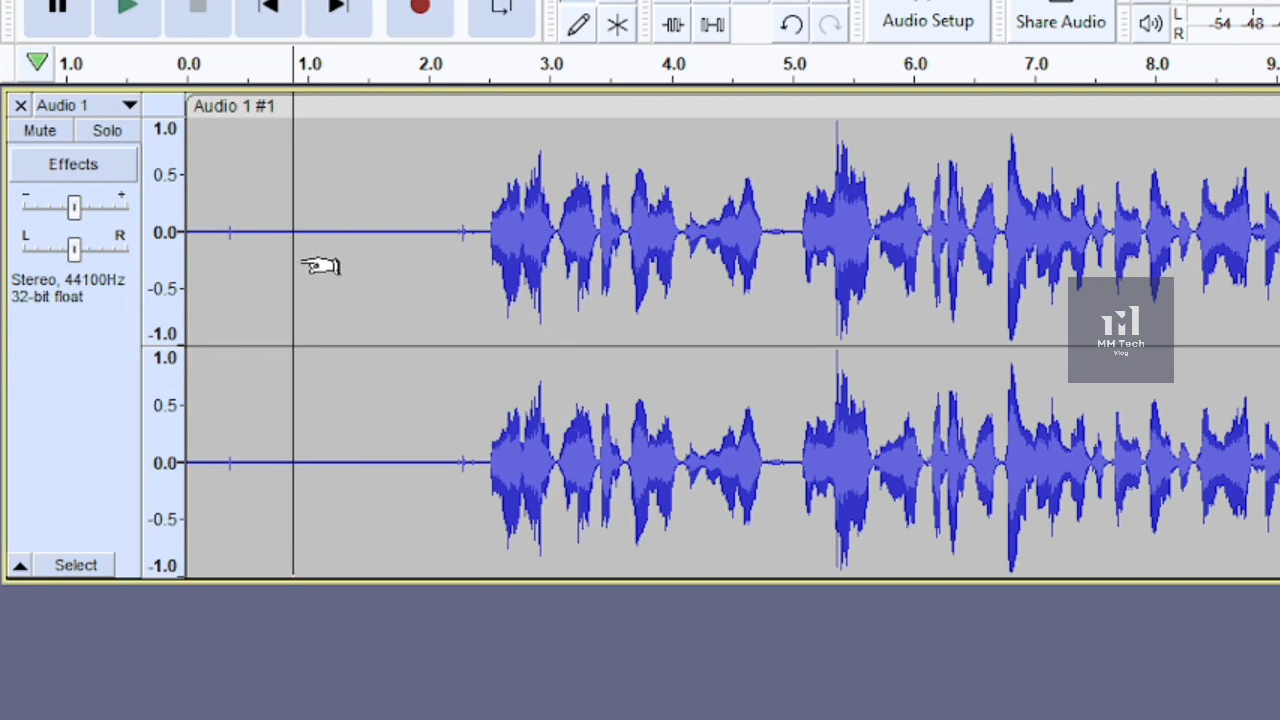 Audio Setup
Share Audio
L
R
-54 -48
1.0 0.0 1.0 2.0 3.0 4.0 5.0 6.0 7.0 8.0 9.
Audio 1
Audio 1 #1
Mute Solo
Effects
- +
L R
Stereo, 44100Hz
32-bit float
Select
1.0
0.5-
0.0-
-0.5-
-1.0
1.0
0.5-
0.0-
-0.5-
-1.0
MM Tech
Vlog